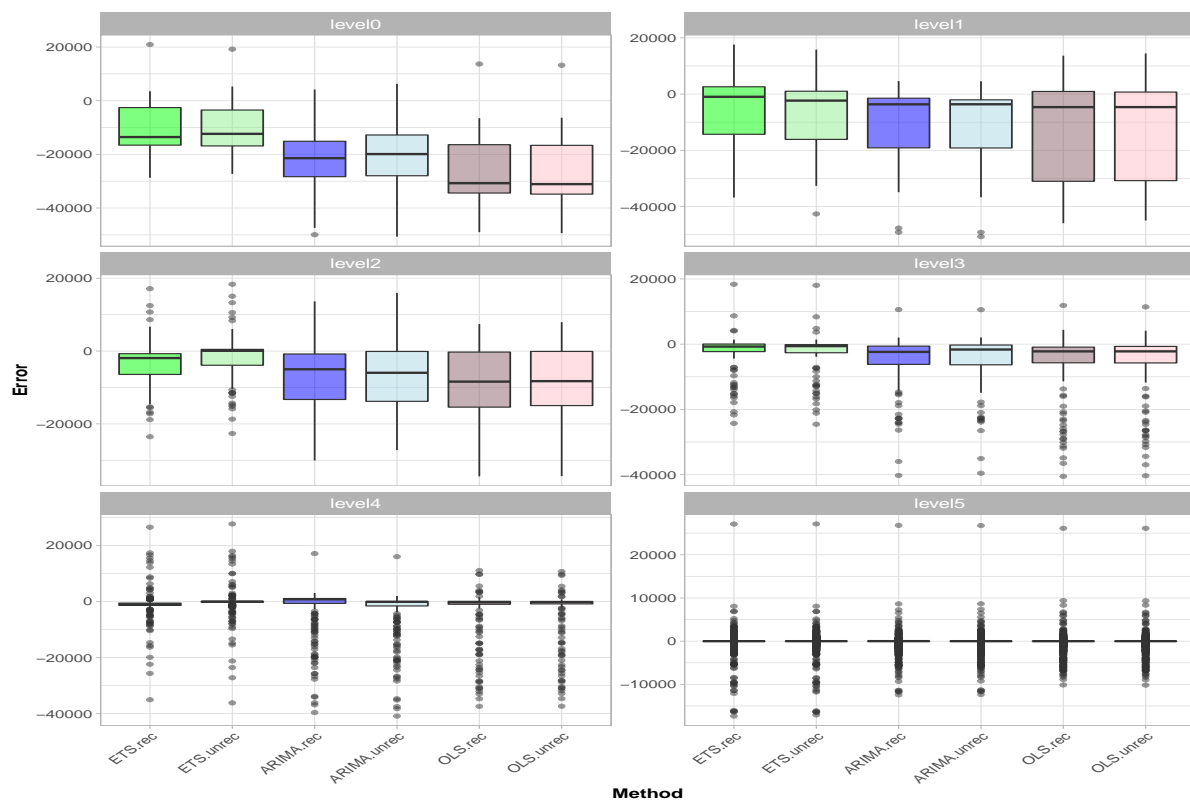 level0
level1
20000
0
−20000
−40000
20000
0
−20000
−40000
level2
level3
20000
0
−20000
20000
0
−20000
−40000
level4
level5
20000
0
−20000
−40000
20000
10000
0
−10000
Error
ETS.rec
ETS.unrec
ARIMA.rec
ARIMA.unrec
OLS.rec
OLS.unrec
ETS.rec
ETS.unrec
ARIMA.rec
ARIMA.unrec
OLS.rec
OLS.unrec
Method